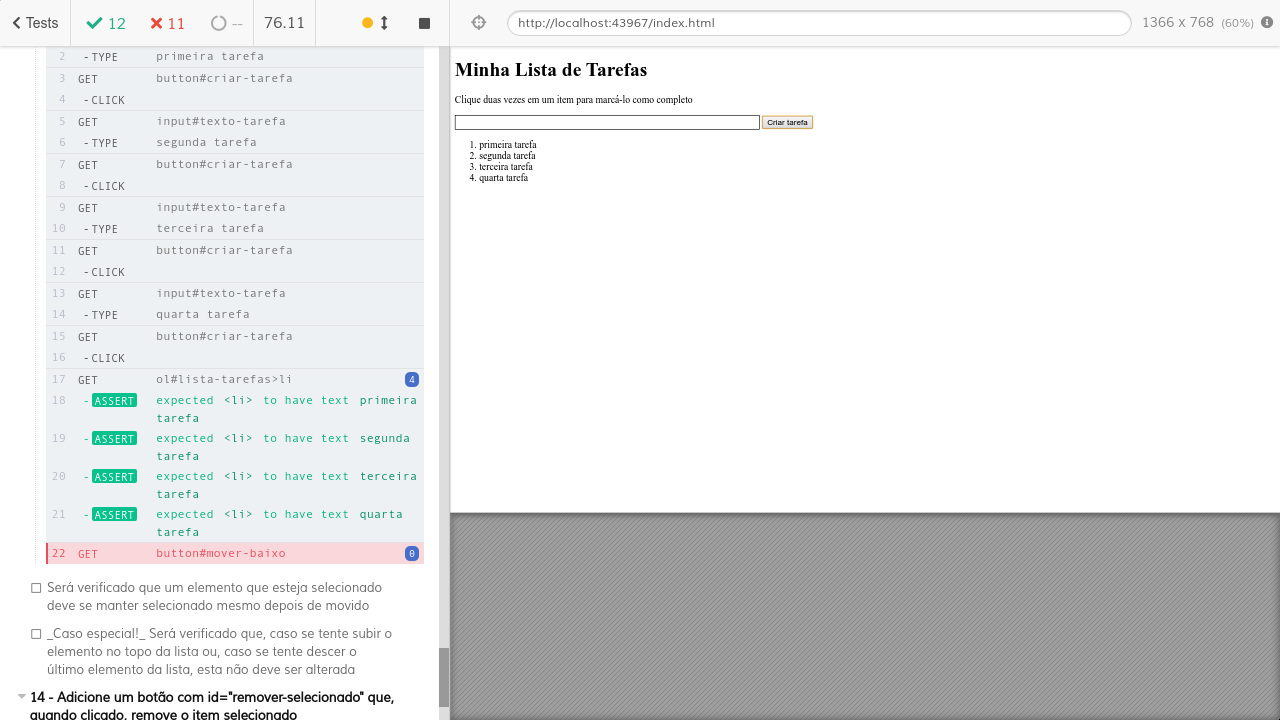 Tests 12 11 -- 76.11
http://localhost:43967/index.html 1366 x 768 (60%)
2 - TYPE primeira tarefa
3 GET button#criar-tarefa
4 - CLICK
5 GET input#texto-tarefa
6 - TYPE segunda tarefa
7 GET button#criar-tarefa
8 - CLICK
9 GET input#texto-tarefa
10 - TYPE terceira tarefa
11 GET button#criar-tarefa
12 - CLICK
13 GET input#texto-tarefa
14 - TYPE quarta tarefa
15 GET button#criar-tarefa
16 - CLICK
17 GET ol#lista-tarefas>li 4
18 - ASSERT expected <li> to have text primeira
tarefa
19 - ASSERT expected <li> to have text segunda
tarefa
20 - ASSERT expected <li> to have text terceira
tarefa
21 - ASSERT expected <li> to have text quarta
tarefa
22 GET button#mover-baixo 0
Será verificado que um elemento que esteja selecionado
deve se manter selecionado mesmo depois de movido
_Caso especial!_ Será verificado que, caso se tente subir o
elemento no topo da lista ou, caso se tente descer o
último elemento da lista, esta não deve ser alterada
14 - Adicione um botão com id="remover-selecionado" que,
quando clicado, remove o item selecionado
Minha Lista de Tarefas
Clique duas vezes em um item para marcá-lo como completo
Criar tarefa
1. primeira tarefa
2. segunda tarefa
3. terceira tarefa
4. quarta tarefa